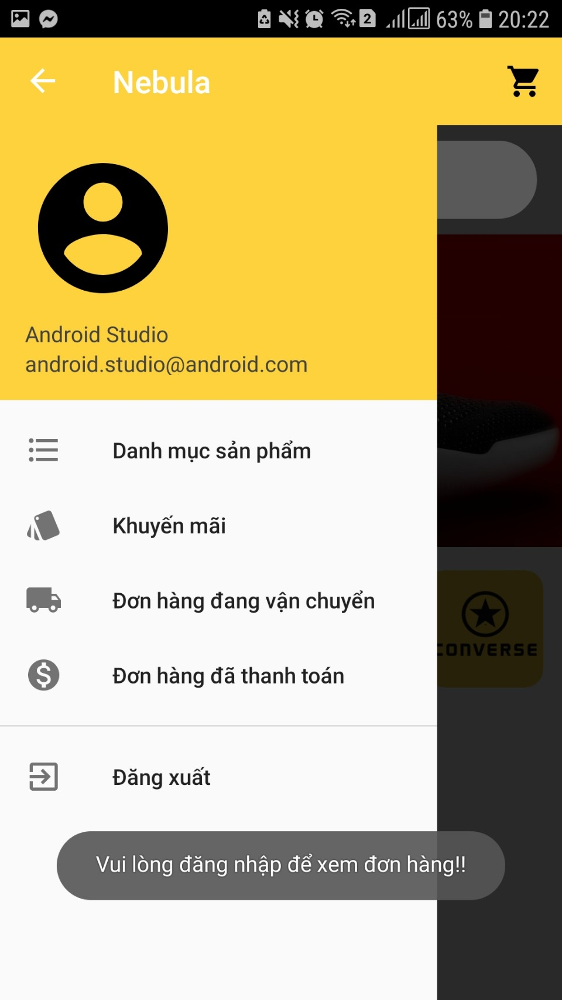 2 63% 20:22
Nebula
Android Studio
android.studio@android.com
Danh mục sản phẩm
Khuyến mãi
Đơn hàng đang vận chuyển
CONVERSE
Đơn hàng đã thanh toán
Đăng xuất
Vui lòng đăng nhập để xem đơn hàng!!